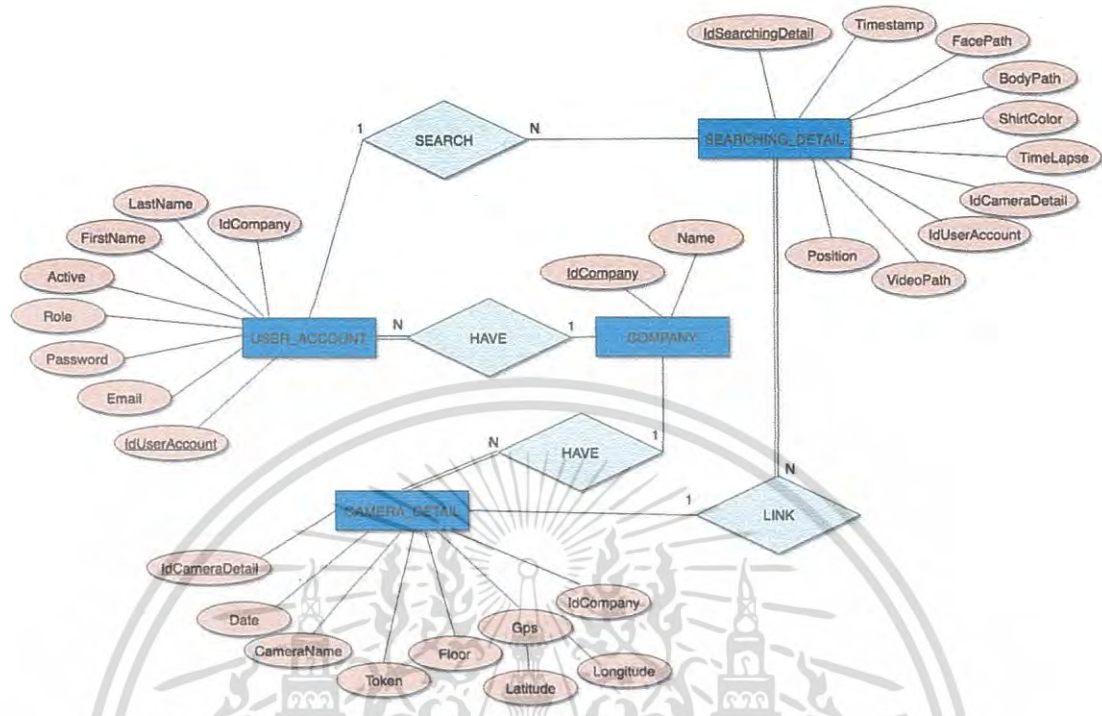 IdSearchingDetail
Timestamp
FacePath
BodyPath
ShirtColor
TimeLapse
IdCameraDetail
IdUserAccount
VideoPath
Position
SEARCHING_DETAIL
1
SEARCH
N
LastName
IdCompany
FirstName
Active
Role
Password
Email
IdUserAccount
USER_ACCOUNT
N
HAVE
1
IdCompany
Name
COMPANY
N
HAVE
1
CAMERA_DETAIL
1
LINK
N
IdCameraDetail
Date
CameraName
Token
Floor
Gps
Latitude
Longitude
IdCompany